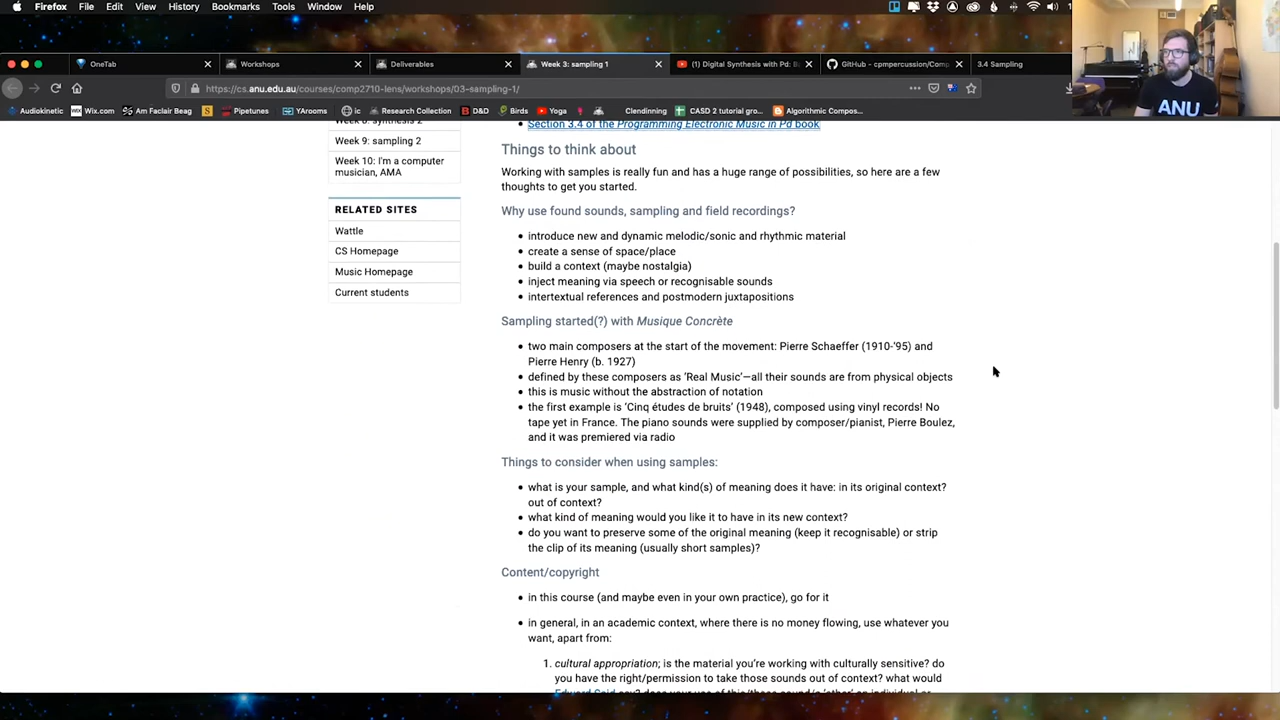 Firefox File Edit View History Bookmarks Tools Window Help
OneTab
Workshops
Deliverables
Week 3: sampling 1
(1) Digital Synthesis with Pd: B
GitHub - cpmpercussion/Comp
3.4 Sampling
https://cs.anu.edu.au/courses/comp2710-lens/workshops/03-sampling-1/
Audiokinetic Wix.com Am Faclair Beag Pipetunes YArooms ic Research Collection D&D Birds Yoga Clendinning CASD 2 tutorial gro... Algorithmic Compos...
ANU
Week 9: sampling 2
Week 10: I'm a computer
musician, AMA
RELATED SITES
Wattle
CS Homepage
Music Homepage
Current students
• Section 3.4 of the Programming Electronic Music in Pd book
Things to think about
Working with samples is really fun and has a huge range of possibilities, so here are a few
thoughts to get you started.
Why use found sounds, sampling and field recordings?
• introduce new and dynamic melodic/sonic and rhythmic material
• create a sense of space/place
• build a context (maybe nostalgia)
• inject meaning via speech or recognisable sounds
• intertextual references and postmodern juxtapositions
Sampling started(?) with Musique Concrète
• two main composers at the start of the movement: Pierre Schaeffer (1910-'95) and
Pierre Henry (b. 1927)
• defined by these composers as 'Real Music'—all their sounds are from physical objects
• this is music without the abstraction of notation
• the first example is 'Cinq études de bruits' (1948), composed using vinyl records! No
tape yet in France. The piano sounds were supplied by composer/pianist, Pierre Boulez,
and it was premiered via radio
Things to consider when using samples:
• what is your sample, and what kind(s) of meaning does it have: in its original context?
out of context?
• what kind of meaning would you like it to have in its new context?
• do you want to preserve some of the original meaning (keep it recognisable) or strip
the clip of its meaning (usually short samples)?
Content/copyright
• in this course (and maybe even in your own practice), go for it
• in general, in an academic context, where there is no money flowing, use whatever you
want, apart from:
1. cultural appropriation; is the material you're working with culturally sensitive? do
you have the right/permission to take those sounds out of context? what would